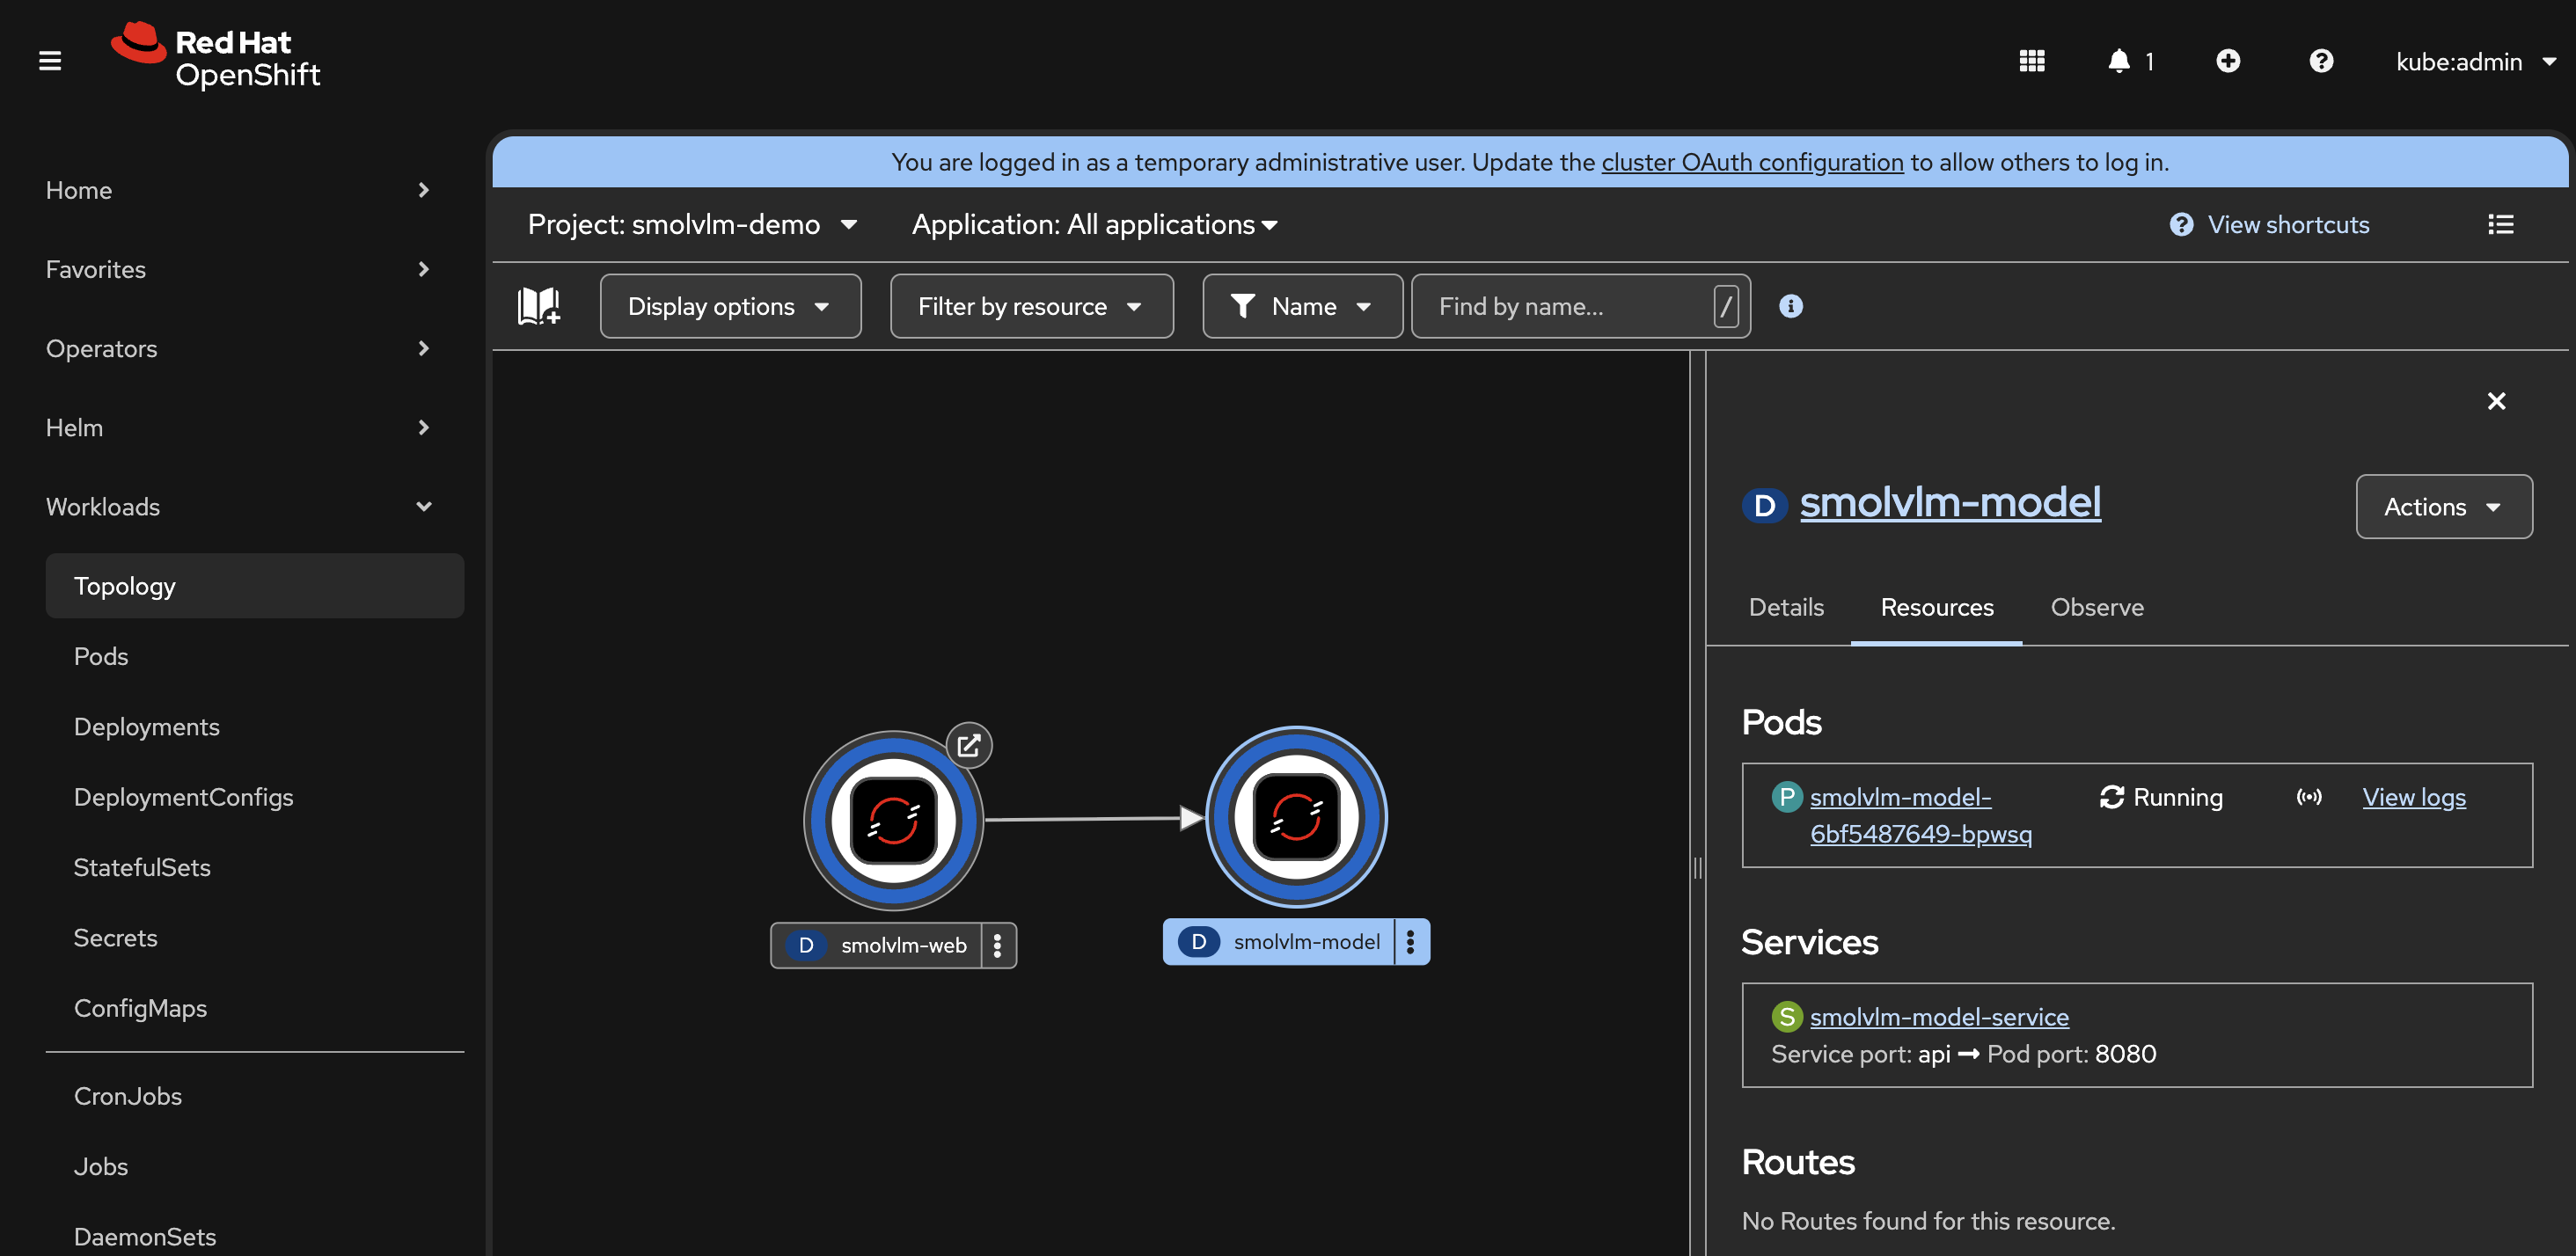 Red Hat
OpenShift
1
kube:admin
Home
Favorites
Operators
Helm
Workloads
Topology
Pods
Deployments
DeploymentConfigs
StatefulSets
Secrets
ConfigMaps
CronJobs
Jobs
DaemonSets
You are logged in as a temporary administrative user. Update the cluster OAuth configuration to allow others to log in.
Project: smolvlm-demo
Application: All applications
View shortcuts
Display options
Filter by resource
Name
Find by name...
/
D smolvlm-web
D smolvlm-model
D smolvlm-model
Actions
Details
Resources
Observe
Pods
P smolvlm-model-
6bf5487649-bpwsq
Running
View logs
Services
S smolvlm-model-service
Service port: api → Pod port: 8080
Routes
No Routes found for this resource.